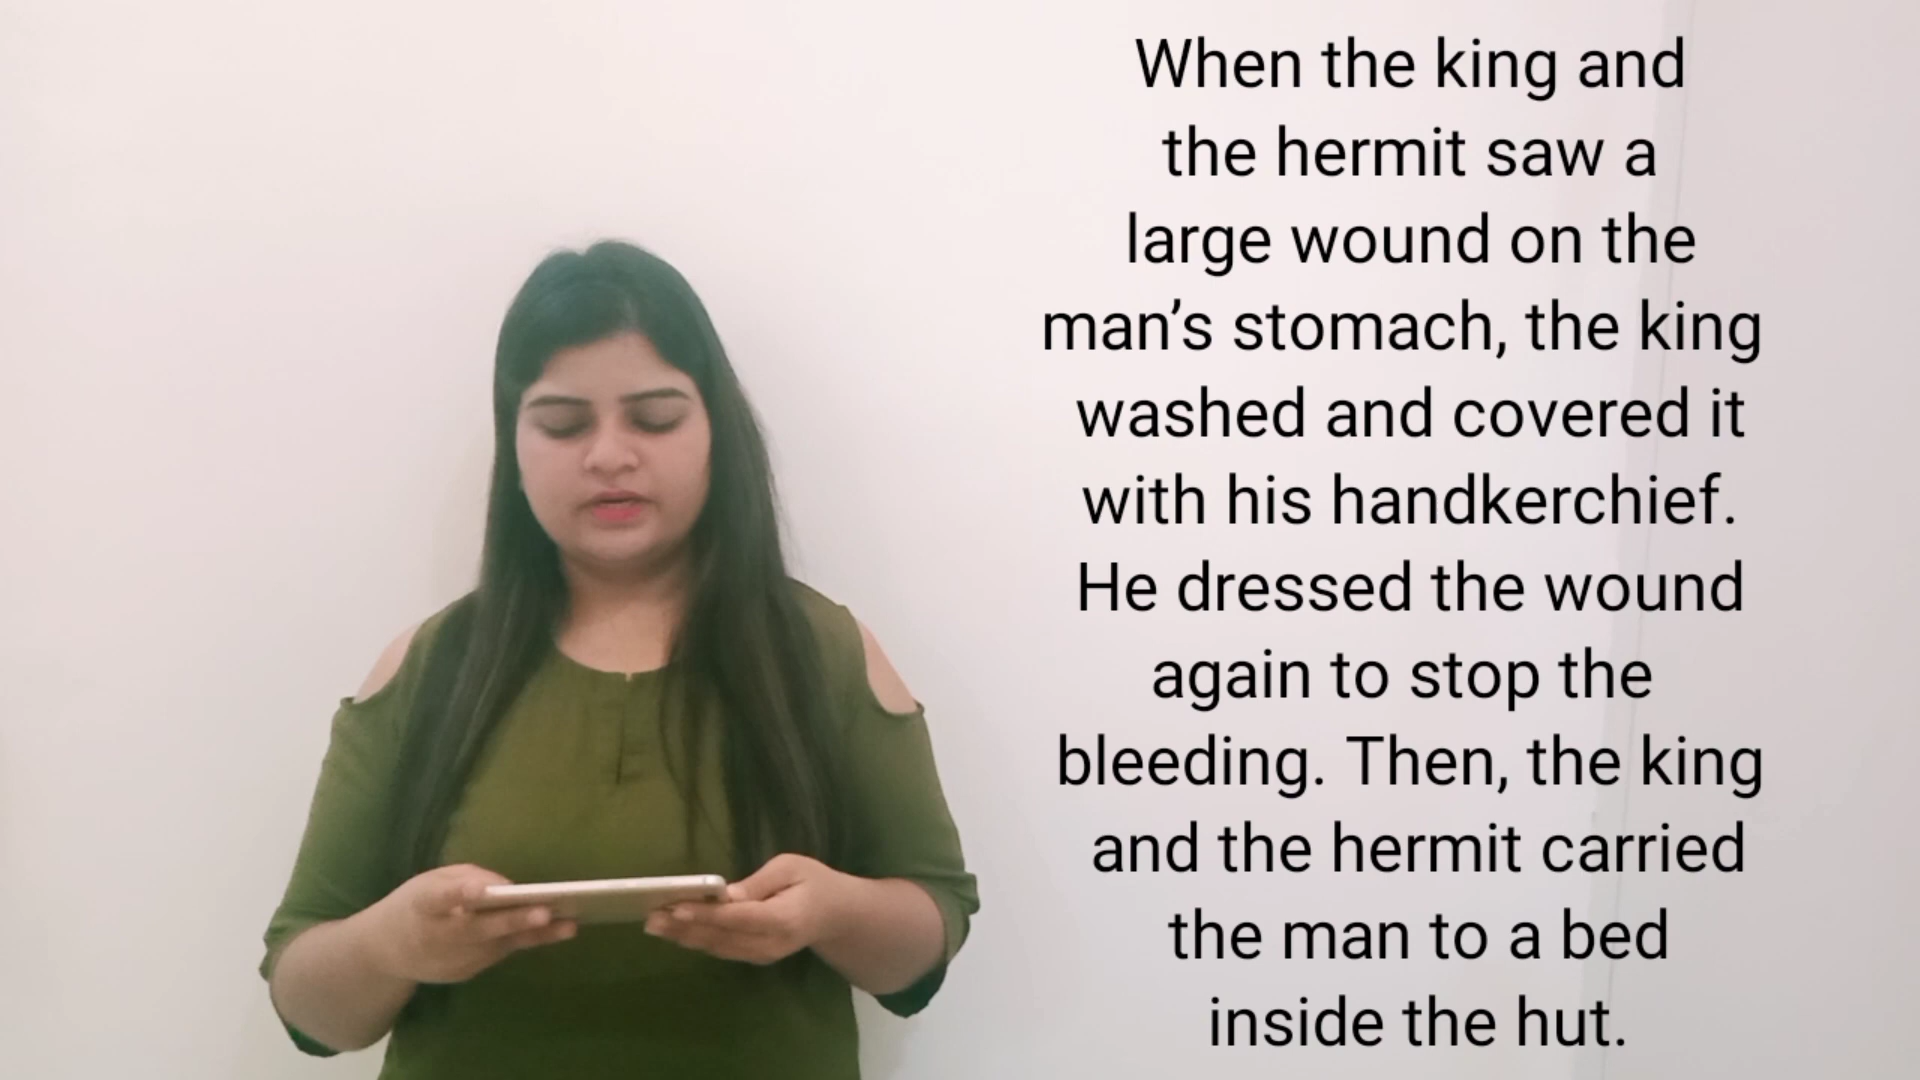 When the king and
the hermit saw a
large wound on the
man’s stomach, the king
washed and covered it
with his handkerchief.
He dressed the wound
again to stop the
bleeding. Then, the king
and the hermit carried
the man to a bed
inside the hut.